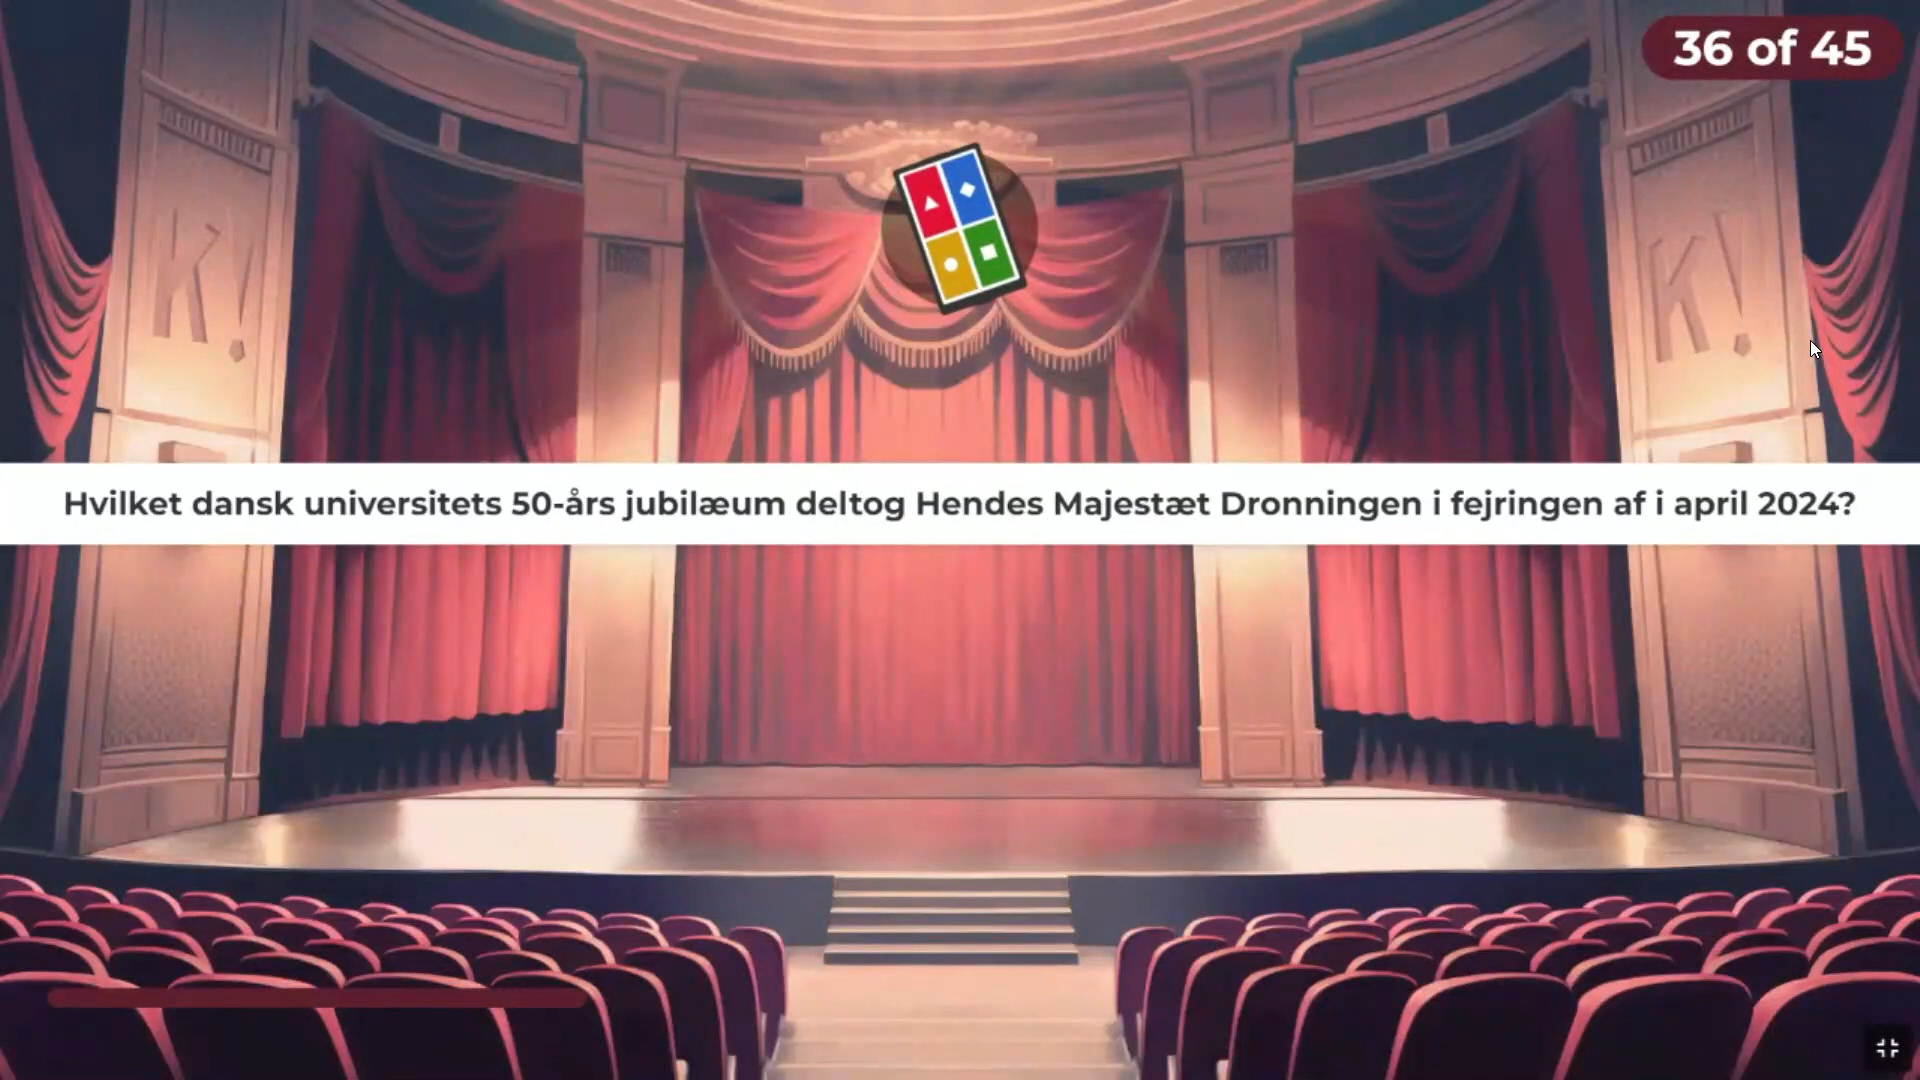 36 of 45
K!
K!
Hvilket dansk universitets 50-års jubilæum deltog Hendes Majestæt Dronningen i fejringen af i april 2024?